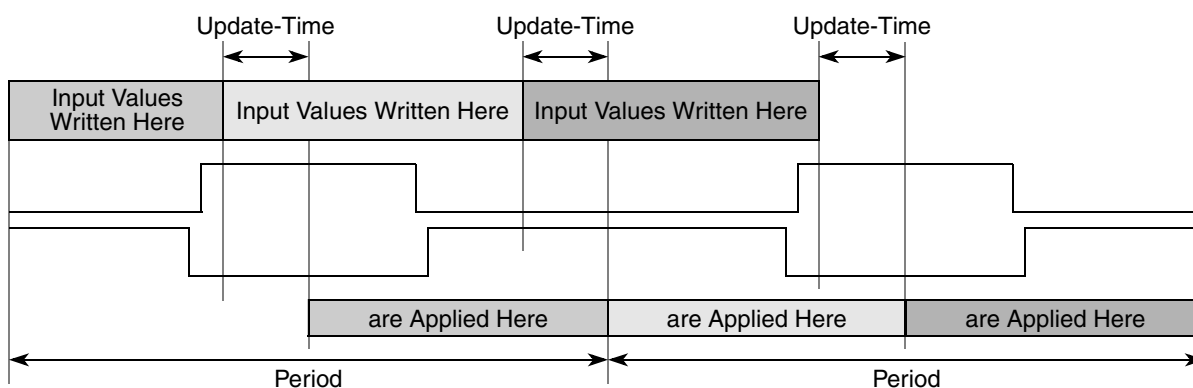 Update-Time
Update-Time
Update-Time
Input Values
Written Here
Input Values Written Here
Input Values Written Here
are Applied Here
are Applied Here
are Applied Here
Period
Period